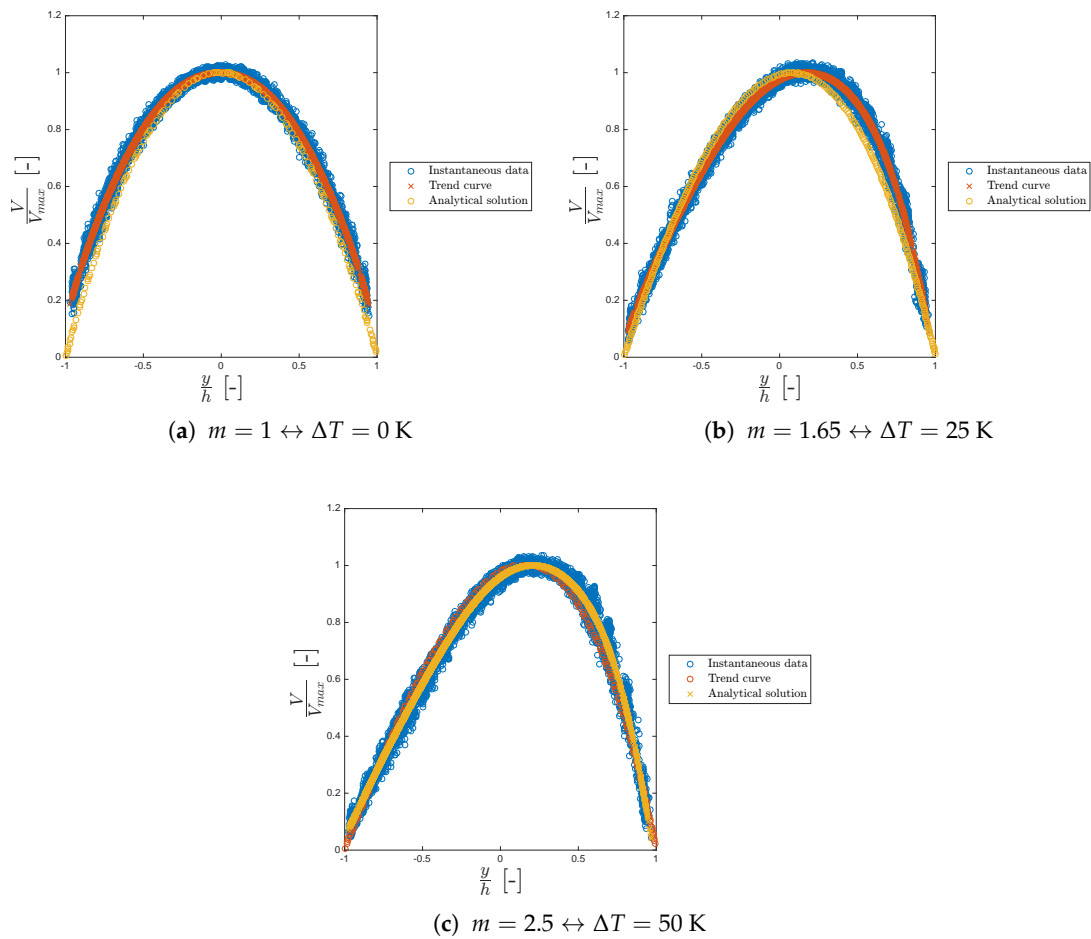 1.2
1
0.8
0.6
0.4
0.2
0
V/V_max [-]
-1 -0.5 0 0.5 1
y/h [-]
Instantaneous data
Trend curve
Analytical solution
(a) m = 1 ↔ ΔT = 0 K
1.2
1
0.8
0.6
0.4
0.2
0
V/V_max [-]
-1 -0.5 0 0.5 1
y/h [-]
Instantaneous data
Trend curve
Analytical solution
(b) m = 1.65 ↔ ΔT = 25 K
1.2
1
0.8
0.6
0.4
0.2
0
V/V_max [-]
-1 -0.5 0 0.5 1
y/h [-]
Instantaneous data
Trend curve
Analytical solution
(c) m = 2.5 ↔ ΔT = 50 K